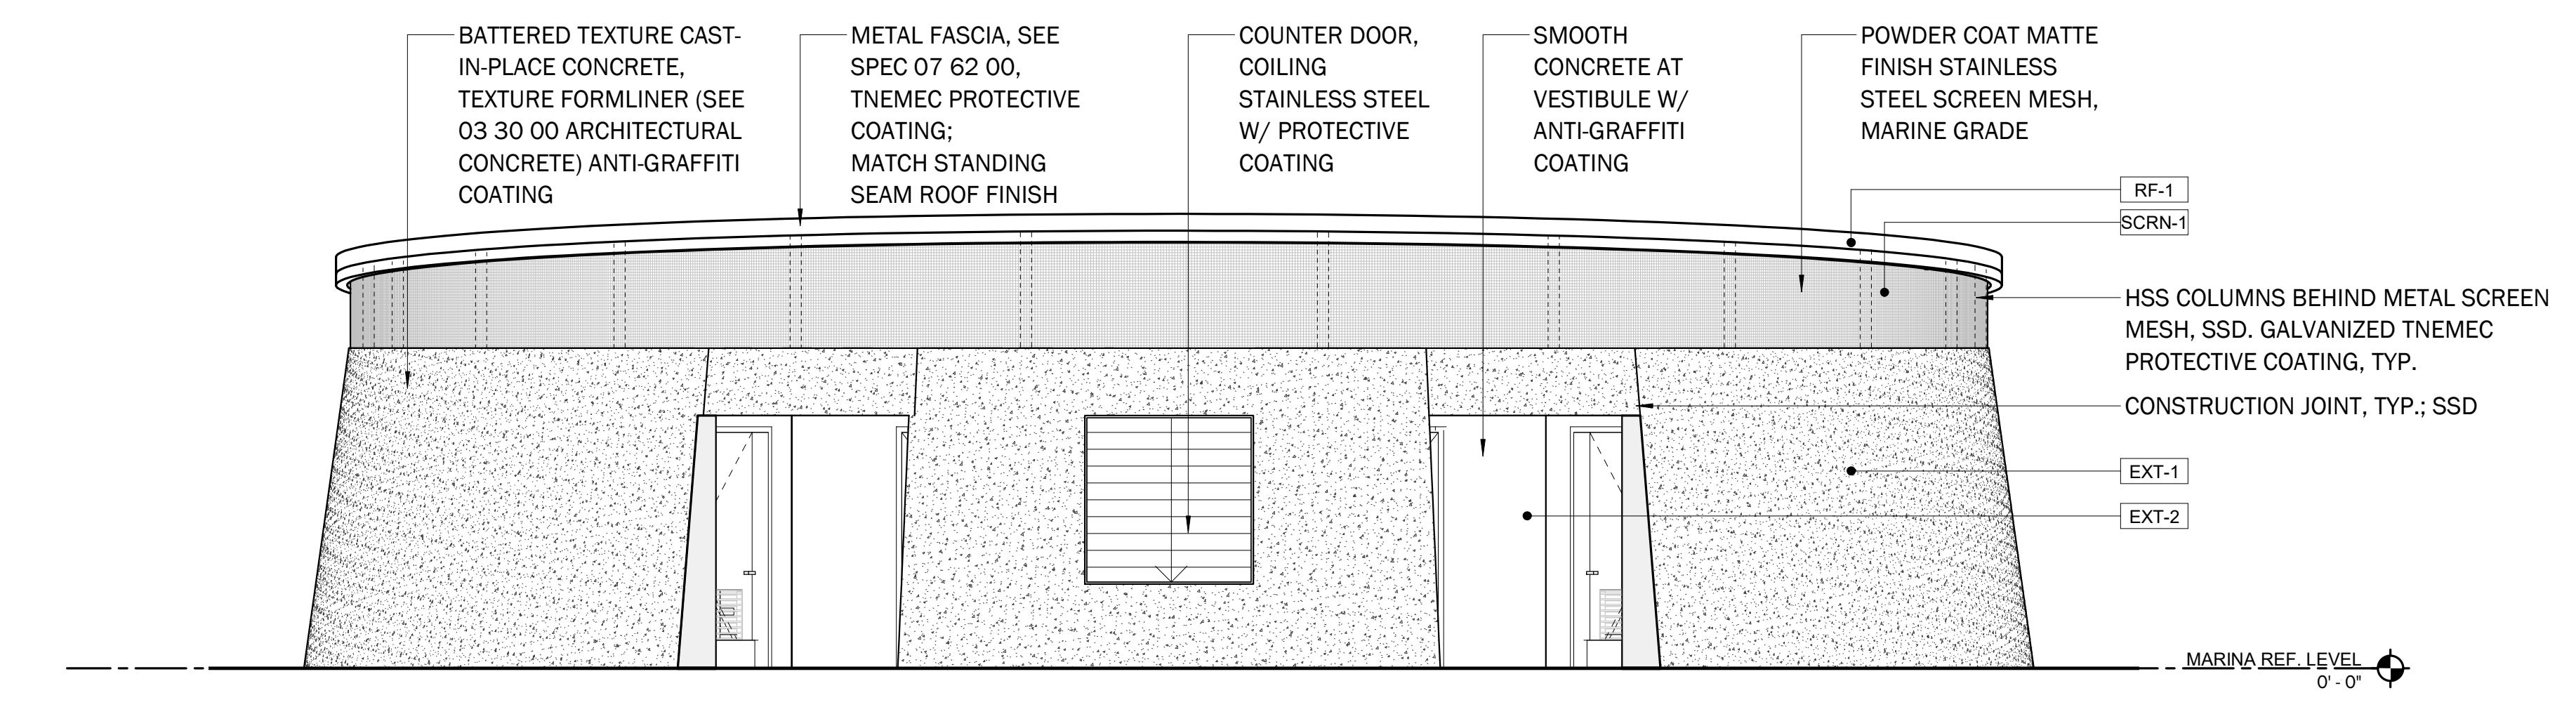 BATTERED TEXTURE CAST-
IN-PLACE CONCRETE,
TEXTURE FORMLINER (SEE
03 30 00 ARCHITECTURAL
CONCRETE) ANTI-GRAFFITI
COATING
METAL FASCIA, SEE
SPEC 07 62 00,
TNEMEC PROTECTIVE
COATING;
MATCH STANDING
SEAM ROOF FINISH
COUNTER DOOR,
COILING
STAINLESS STEEL
W/ PROTECTIVE
COATING
SMOOTH
CONCRETE AT
VESTIBULE W/
ANTI-GRAFFITI
COATING
POWDER COAT MATTE
FINISH STAINLESS
STEEL SCREEN MESH,
MARINE GRADE
RF-1
SCRN-1
HSS COLUMNS BEHIND METAL SCREEN
MESH, SSD. GALVANIZED TNEMEC
PROTECTIVE COATING, TYP.
CONSTRUCTION JOINT, TYP.; SSD
EXT-1
EXT-2
MARINA REF. LEVEL
0' - 0"